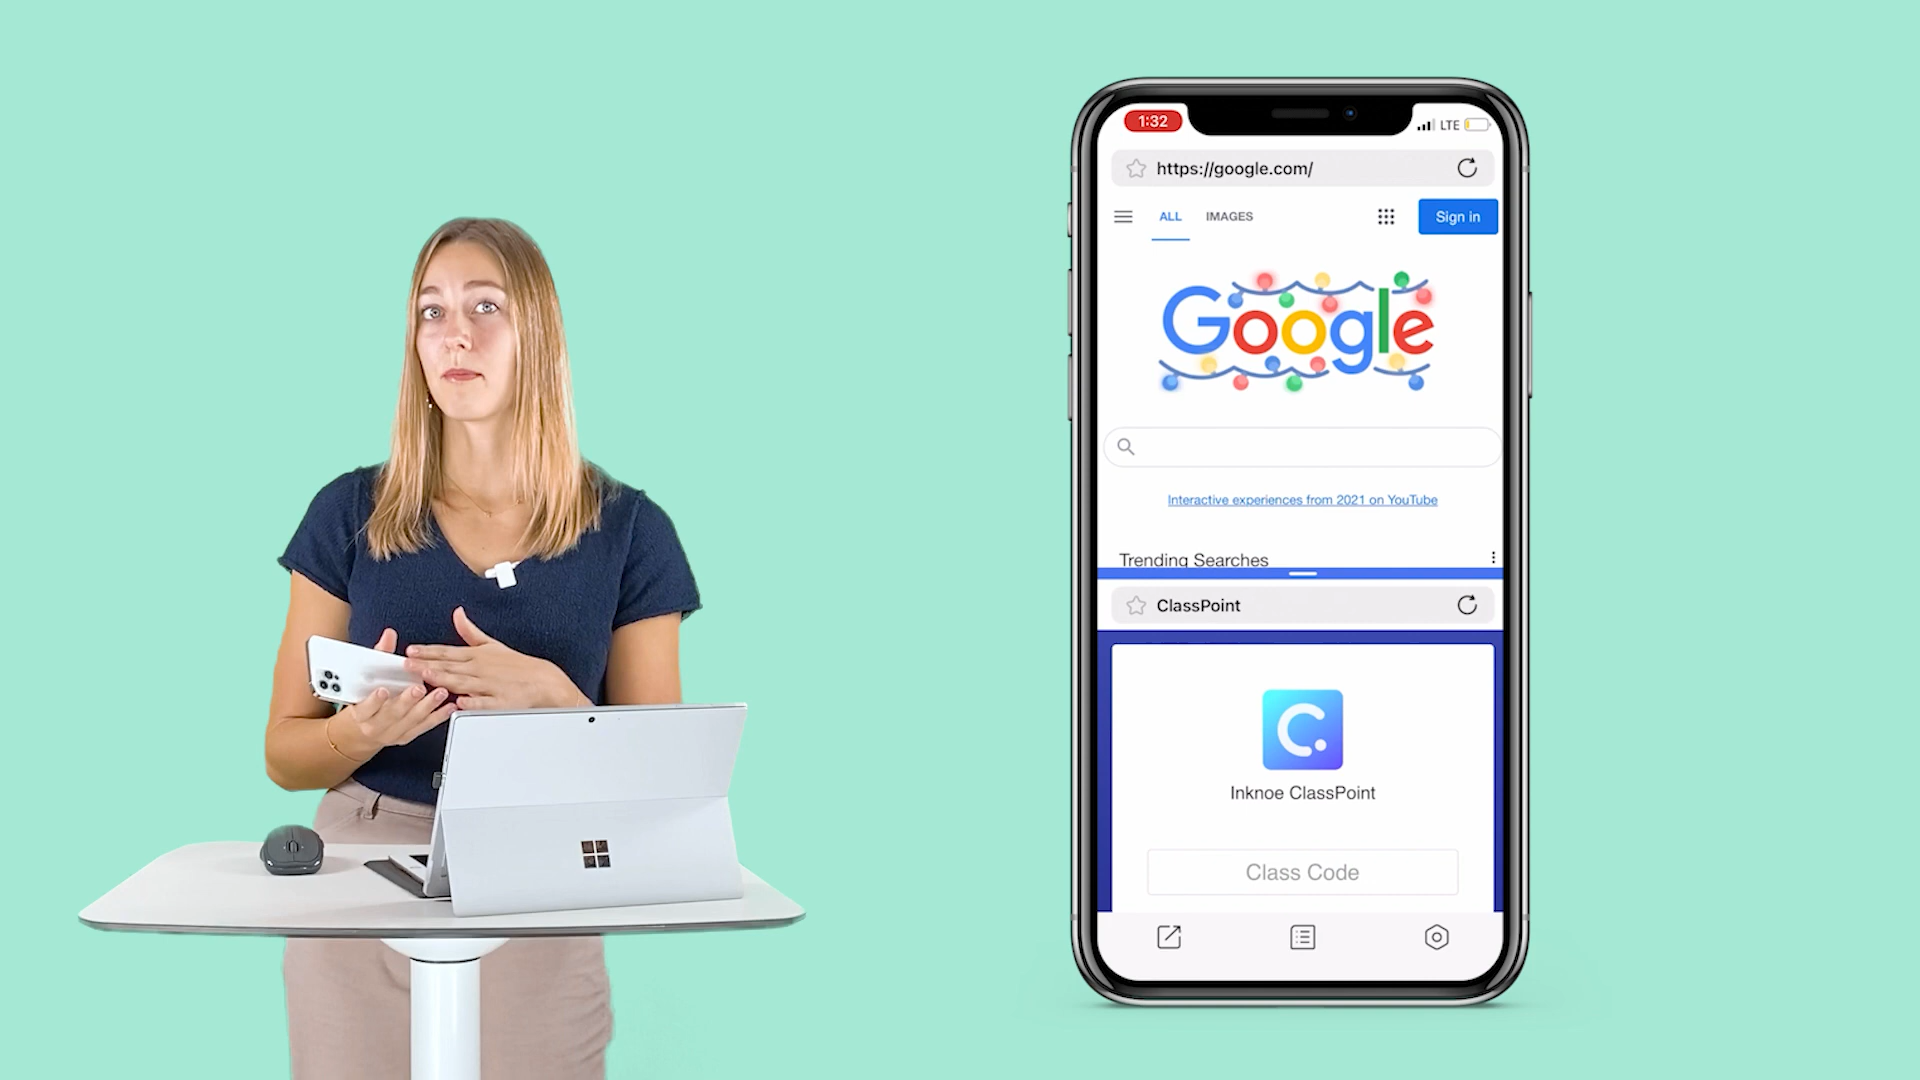 1:32
LTE
https://google.com/
ALL IMAGES
Sign in
Google
Interactive experiences from 2021 on YouTube
Trending Searches
ClassPoint
C.
Inknoe ClassPoint
Class Code